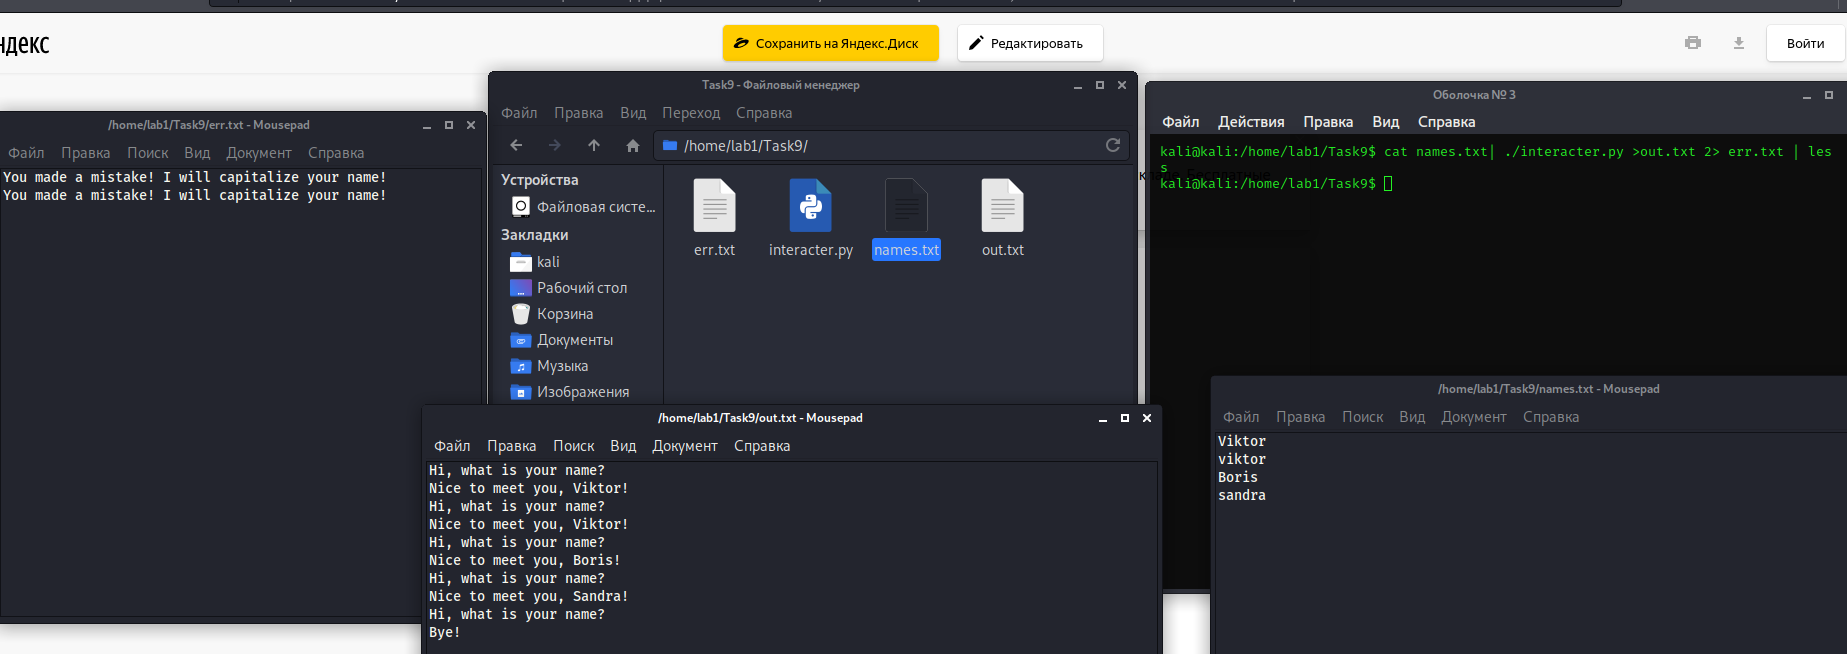 ндекс
Сохранить на Яндекс.Диск
Редактировать
Войти
/home/lab1/Task9/err.txt - Mousepad
Файл Правка Поиск Вид Документ Справка
You made a mistake! I will capitalize your name!
You made a mistake! I will capitalize your name!
Task9 - Файловый менеджер
Файл Правка Вид Переход Справка
/home/lab1/Task9/
Устройства
Файловая систе...
Закладки
kali
Рабочий стол
Корзина
Документы
Музыка
Изображения
err.txt
interacter.py
names.txt
out.txt
Оболочка № 3
Файл Действия Правка Вид Справка
kali@kali:/home/lab1/Task9$ cat names.txt| ./interacter.py >out.txt 2> err.txt | les
s
kali@kali:/home/lab1/Task9$
/home/lab1/Task9/out.txt - Mousepad
Файл Правка Поиск Вид Документ Справка
Hi, what is your name?
Nice to meet you, Viktor!
Hi, what is your name?
Nice to meet you, Viktor!
Hi, what is your name?
Nice to meet you, Boris!
Hi, what is your name?
Nice to meet you, Sandra!
Hi, what is your name?
Bye!
/home/lab1/Task9/names.txt - Mousepad
Файл Правка Поиск Вид Документ Справка
Viktor
viktor
Boris
sandra